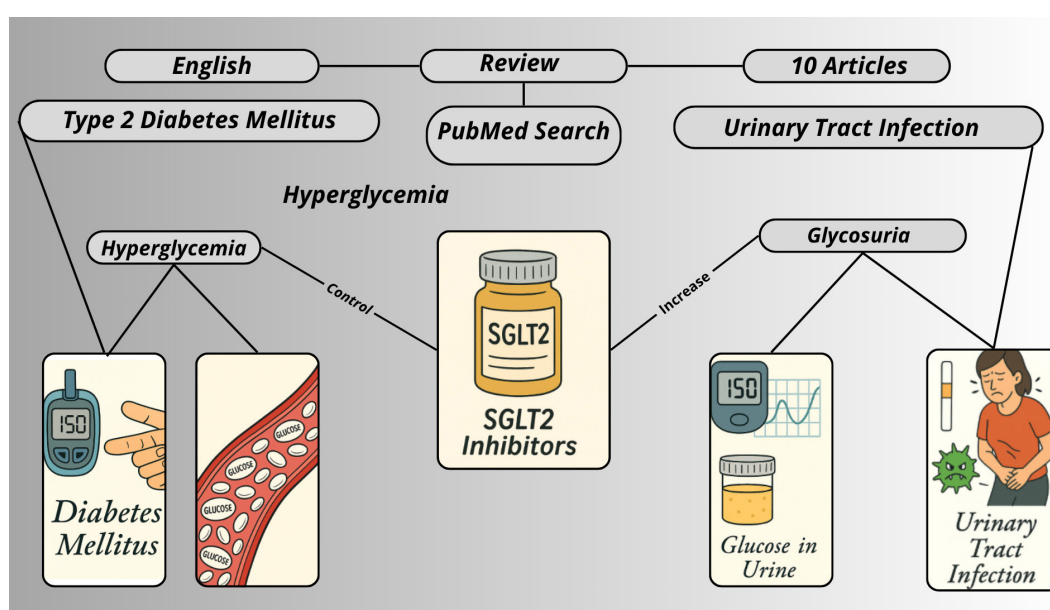 English
Review
10 Articles
Type 2 Diabetes Mellitus
PubMed Search
Urinary Tract Infection
Hyperglycemia
Hyperglycemia
Glycosuria
Control
Increase
SGLT2
SGLT2
Inhibitors
150
Diabetes
Mellitus
GLUCOSE
GLUCOSE
GLUCOSE
GLUCOSE
150
Glucose in
Urine
Urinary
Tract
Infection